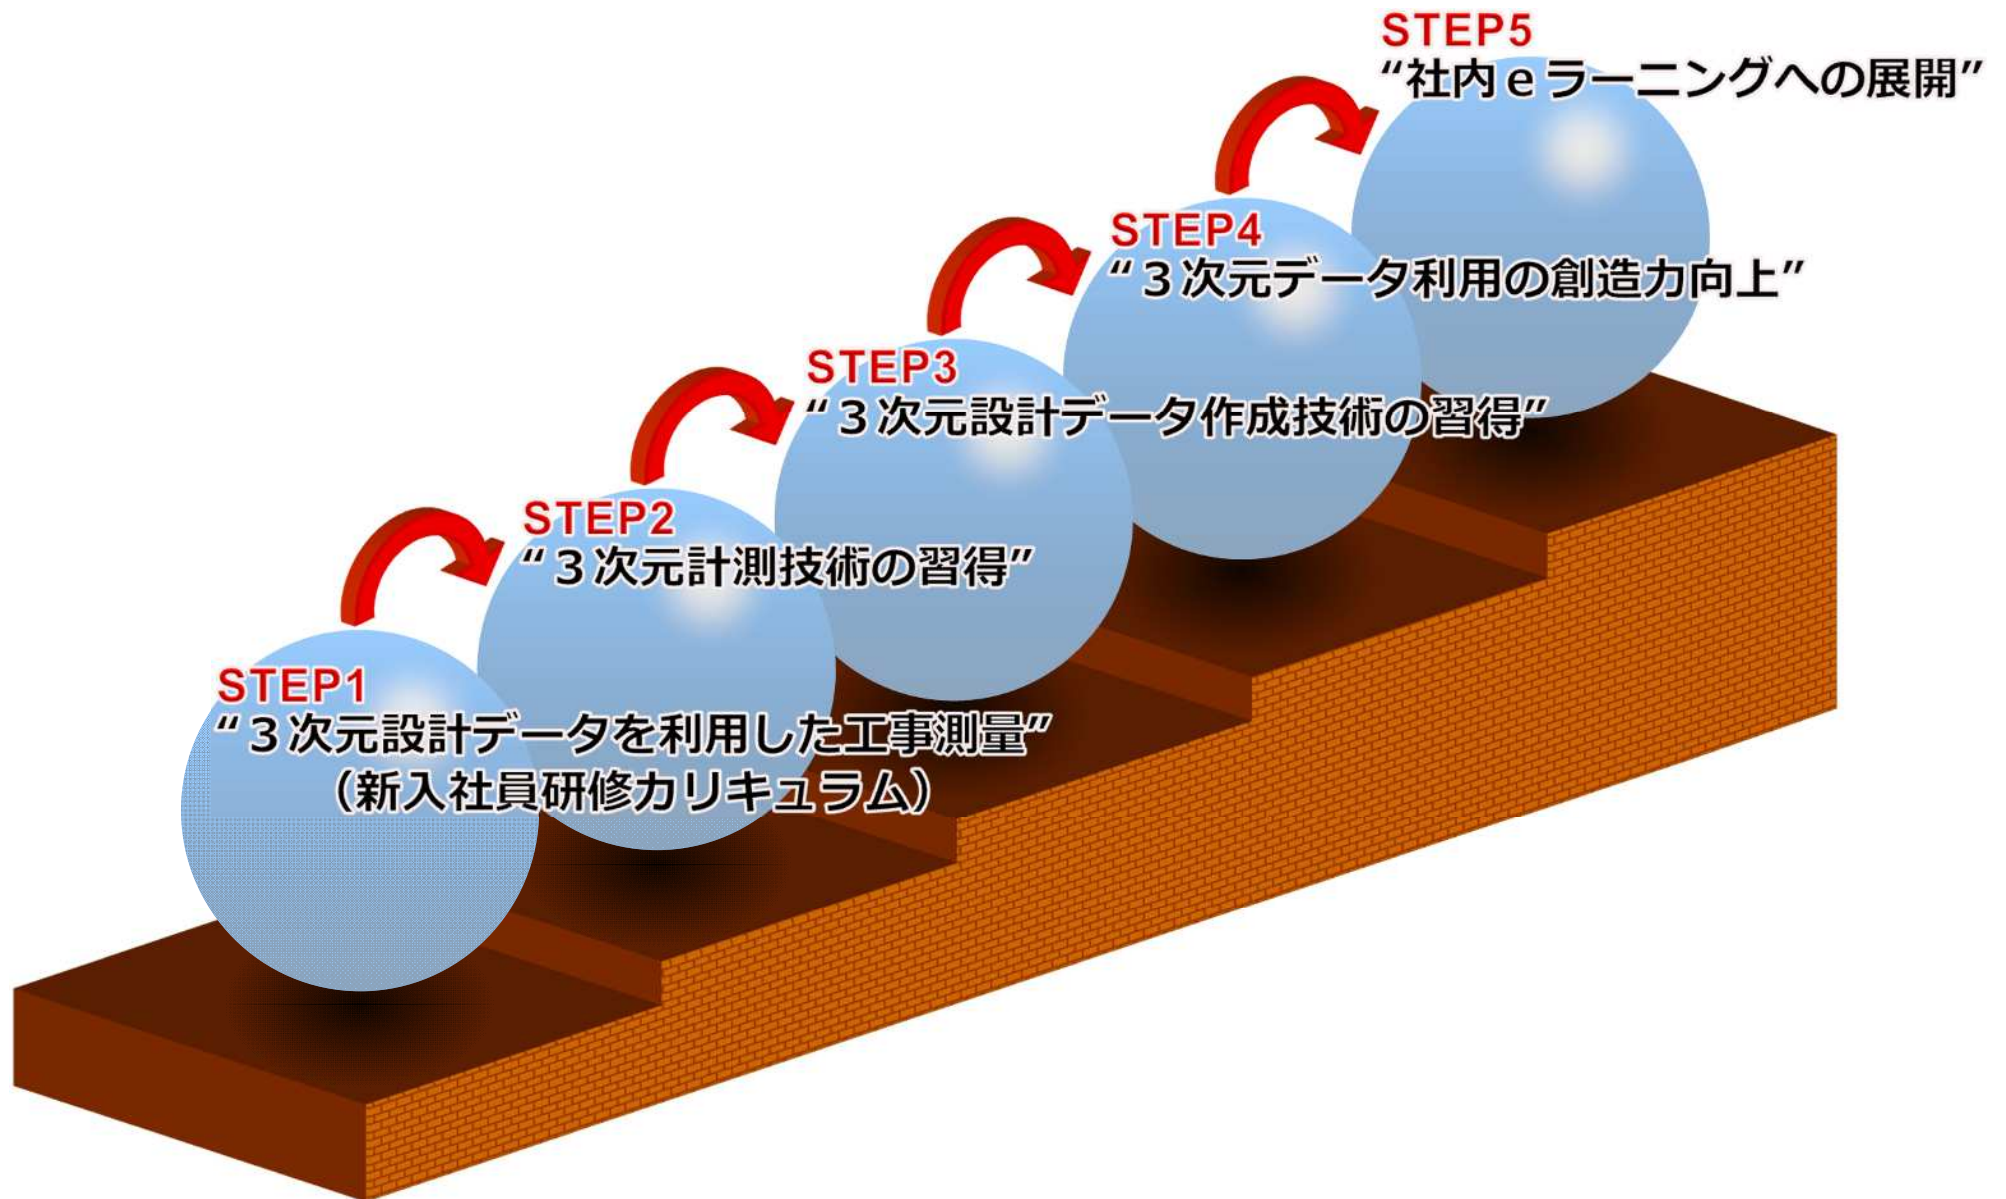 STEP5
“社内eラーニングへの展開”
STEP4
“３次元データ利用の創造力向上”
STEP3
“３次元設計データ作成技術の習得”
STEP2
“３次元計測技術の習得”
STEP1
“３次元設計データを利用した工事測量”
（新入社員研修カリキュラム）